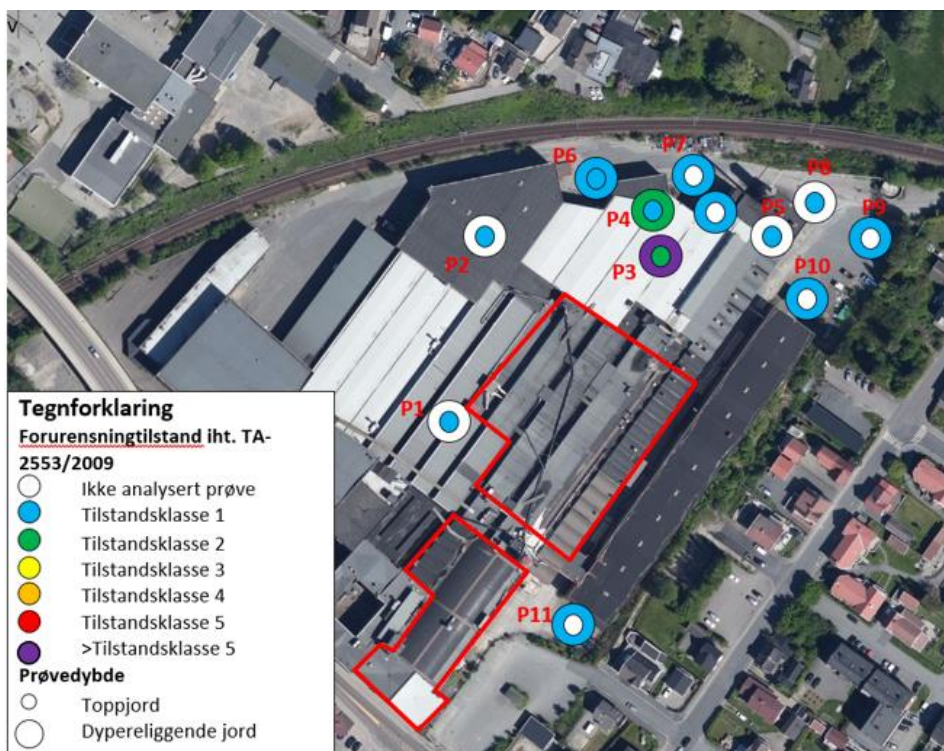 P7
P6
P8
P4
P5
P9
P2
P3
P10
P1
P11
Tegnforklaring
Forurensningtilstand iht. TA-
2553/2009
Ikke analysert prøve
Tilstandsklasse 1
Tilstandsklasse 2
Tilstandsklasse 3
Tilstandsklasse 4
Tilstandsklasse 5
>Tilstandsklasse 5
Prøvedybde
Toppjord
Dypereliggende jord